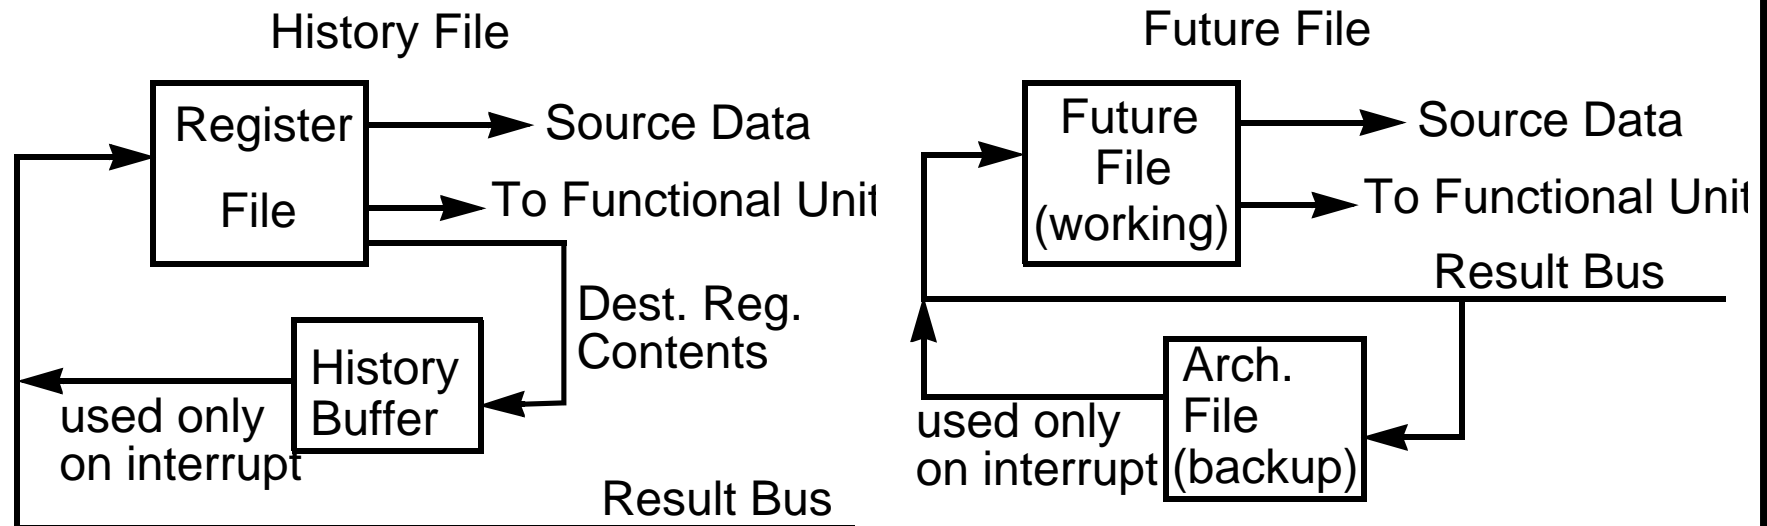 History File
Register
File
Source Data
To Functional Unit
Dest. Reg.
Contents
History
Buffer
used only
on interrupt
Result Bus
Future File
Future
File
(working)
Source Data
To Functional Unit
Result Bus
Arch.
File
(backup)
used only
on interrupt